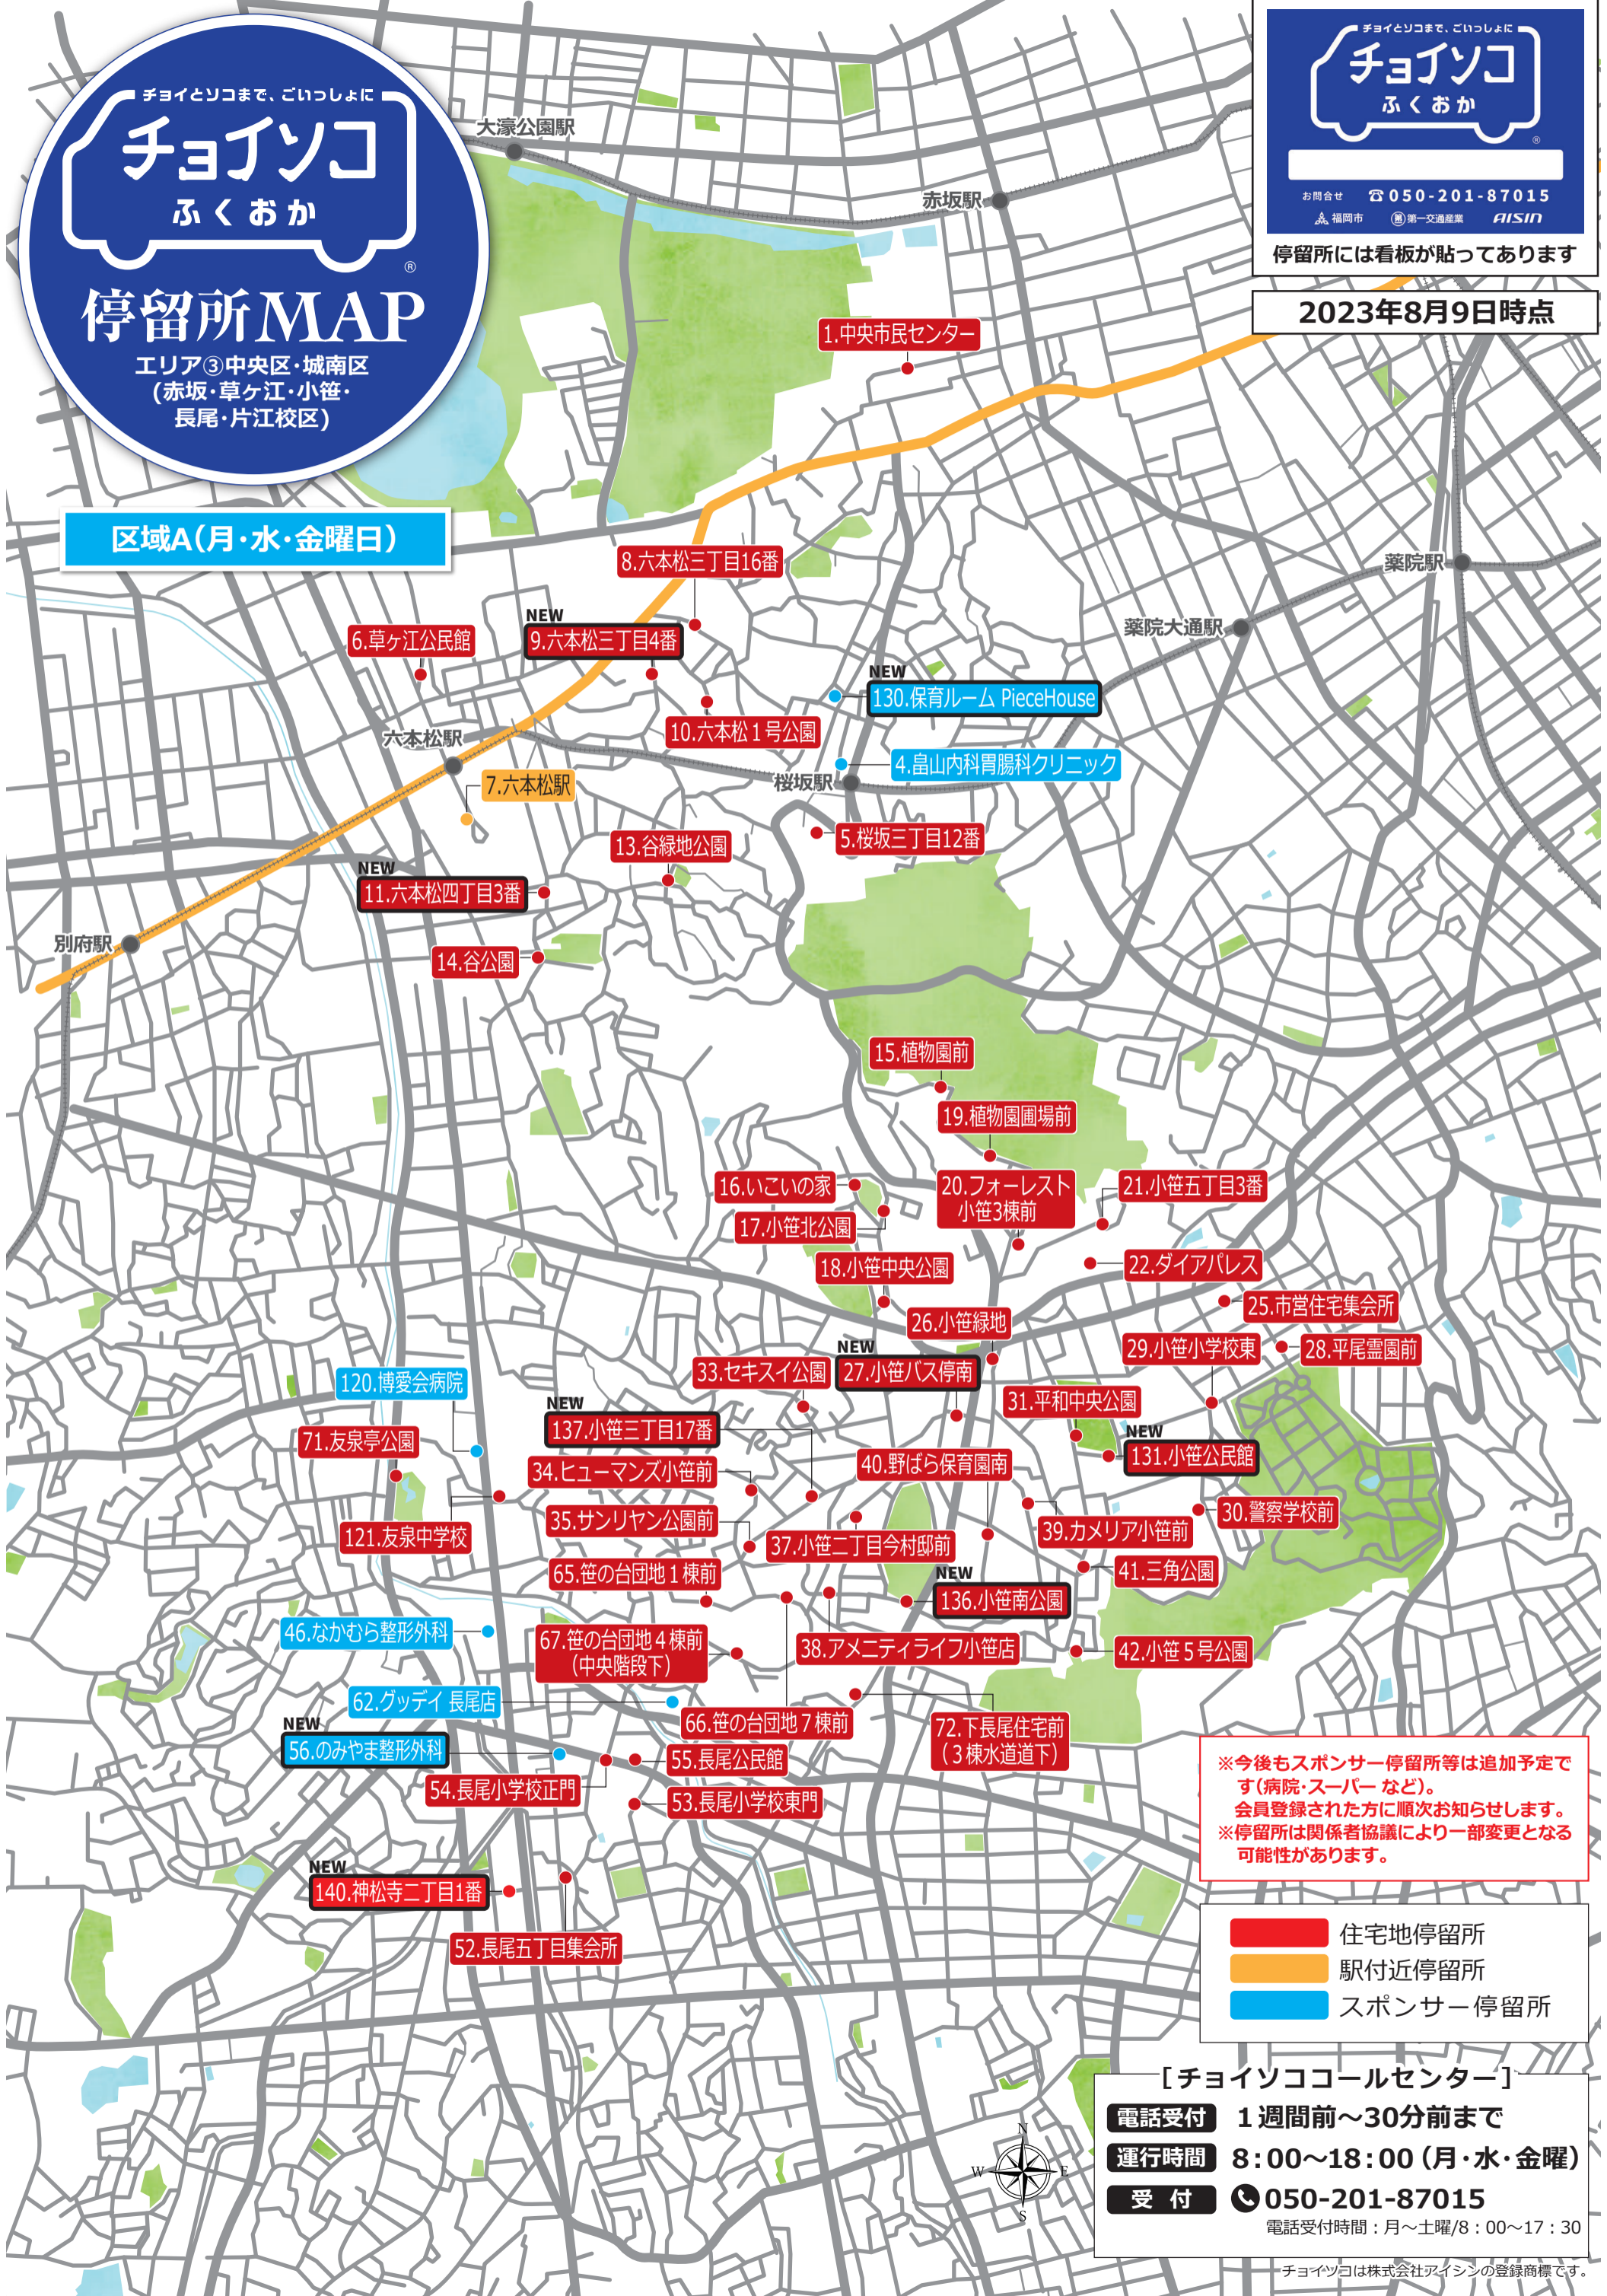 チョイとソコまで、ごいっしょに
チョイソコ
ふくおか
®
停留所MAP
エリア③中央区・城南区
(赤坂・草ヶ江・小笹・
長尾・片江校区)
区域A(月・水・金曜日)
チョイとソコまで、ごいっしょに
チョイソコ
ふくおか
®
お問合せ ☎050-201-87015
福岡市 第一交通産業 AISIN
停留所には看板が貼ってあります
2023年8月9日時点
大濠公園駅
赤坂駅
1.中央市民センター
8.六本松三丁目16番
薬院駅
NEW
9.六本松三丁目4番
6.草ヶ江公民館
薬院大通駅
NEW
130.保育ルーム PieceHouse
10.六本松1号公園
六本松駅
4.畠山内科胃腸科クリニック
桜坂駅
7.六本松駅
5.桜坂三丁目12番
13.谷緑地公園
NEW
11.六本松四丁目3番
別府駅
14.谷公園
15.植物園前
19.植物園圃場前
16.いこいの家
20.フォーレスト
小笹3棟前
21.小笹五丁目3番
17.小笹北公園
18.小笹中央公園
22.ダイアパレス
25.市営住宅集会所
26.小笹緑地
29.小笹小学校東
28.平尾霊園前
NEW
27.小笹バス停南
33.セキスイ公園
120.博愛会病院
31.平和中央公園
NEW
137.小笹三丁目17番
71.友泉亭公園
NEW
131.小笹公民館
40.野ばら保育園南
34.ヒューマンズ小笹前
30.警察学校前
35.サンリヤン公園前
39.カメリア小笹前
121.友泉中学校
37.小笹二丁目今村邸前
65.笹の台団地1棟前
41.三角公園
NEW
136.小笹南公園
46.なかむら整形外科
67.笹の台団地4棟前
(中央階段下)
38.アメニティライフ小笹店
42.小笹5号公園
62.グッデイ 長尾店
66.笹の台団地7棟前
72.下長尾住宅前
(3棟水道道下)
NEW
56.のみやま整形外科
55.長尾公民館
54.長尾小学校正門
53.長尾小学校東門
NEW
140.神松寺二丁目1番
52.長尾五丁目集会所
※今後もスポンサー停留所等は追加予定で
す(病院・スーパー など)。
会員登録された方に順次お知らせします。
※停留所は関係者協議により一部変更となる
可能性があります。
住宅地停留所
駅付近停留所
スポンサー停留所
N
W E
S
[チョイソココールセンター]
電話受付 1週間前〜30分前まで
運行時間 8:00〜18:00(月・水・金曜)
受 付 050-201-87015
電話受付時間:月〜土曜/8:00〜17:30
チョイソコは株式会社アイシンの登録商標です。